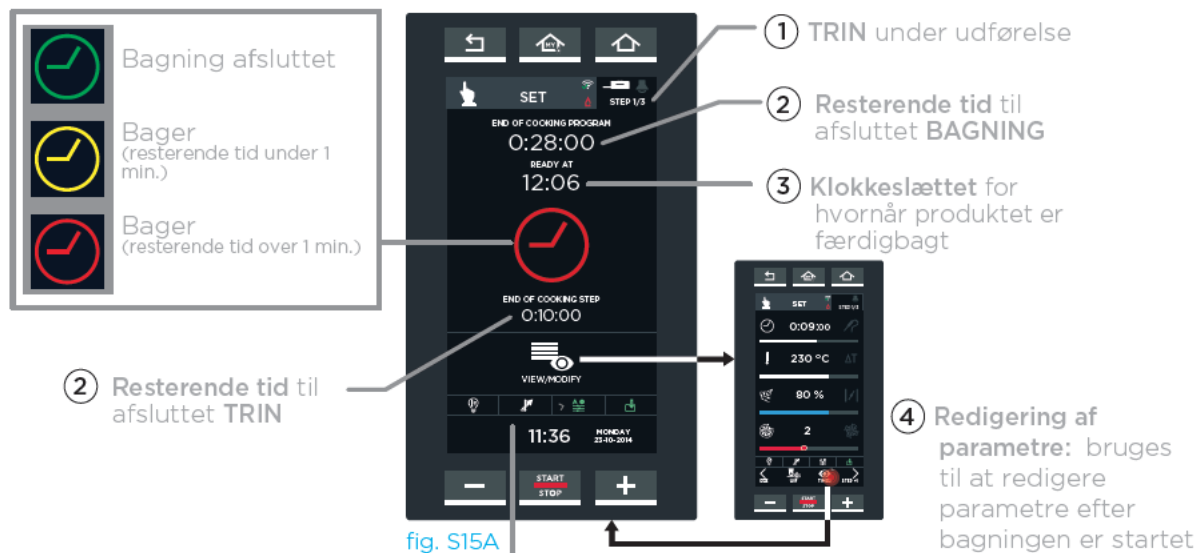 Bagning afsluttet
Bager
(resterende tid under 1
min.)
Bager
(resterende tid over 1 min.)
MY
SET
STEP 1/3
END OF COOKING PROGRAM
0:28:00
READY AT
12:06
END OF COOKING STEP
0:10:00
VIEW/MODIFY
11:36
MONDAY
23-10-2014
START
STOP
fig. S15A
1 TRIN under udførelse
2 Resterende tid til
afsluttet BAGNING
3 Klokkeslættet for
hvornår produktet er
færdigbagt
2 Resterende tid til
afsluttet TRIN
SET
STEP 1/3
0:09:00
230 °C ΔT
80 %
2
START
STOP
4 Redigering af
parametre: bruges
til at redigere
parametre efter
bagningen er startet